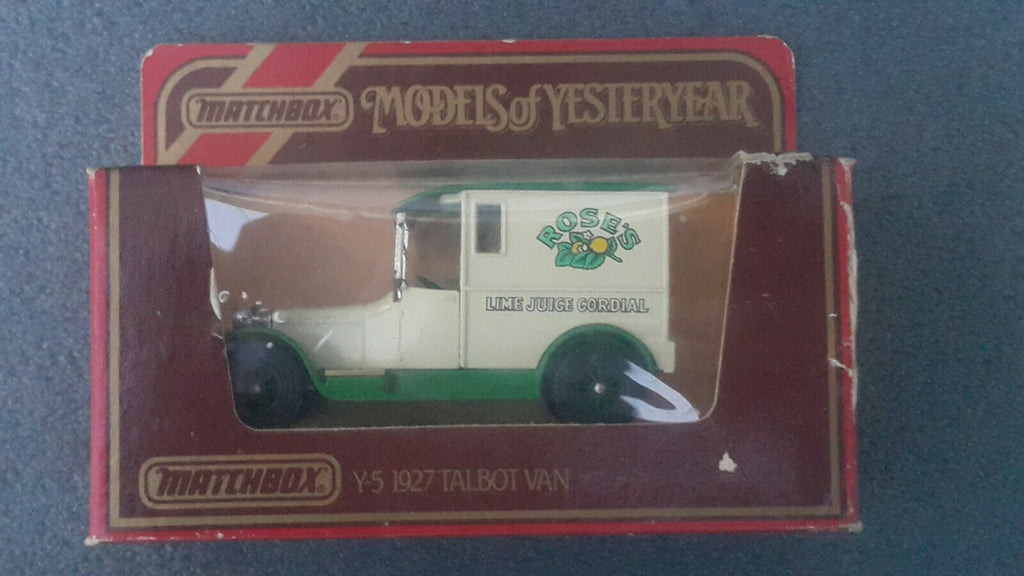 MATCHBOX
MODELS of YESTERYEAR
ROSE'S
LIME JUICE CORDIAL
MATCHBOX
Y-5 1927 TALBOT VAN